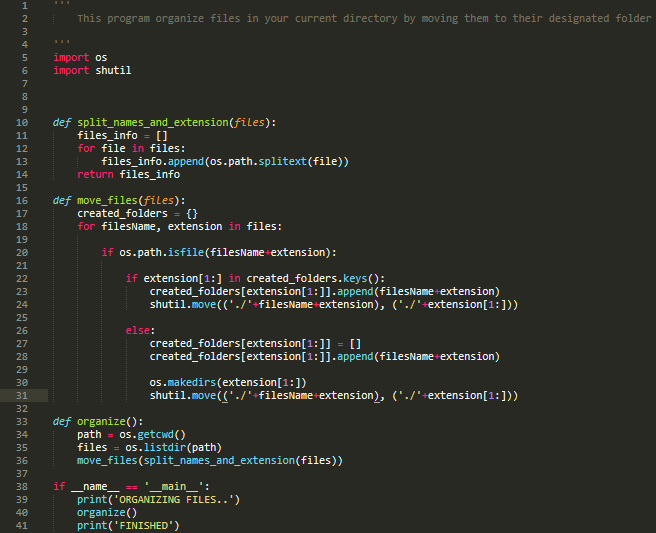 1 '''
2 This program organize files in your current directory by moving them to their designated folder
3
4 '''
5 import os
6 import shutil
7
8
9
10 def split_names_and_extension(files):
11 files_info = []
12 for file in files:
13 files_info.append(os.path.splitext(file))
14 return files_info
15
16 def move_files(files):
17 created_folders = {}
18 for filesName, extension in files:
19
20 if os.path.isfile(filesName+extension):
21
22 if extension[1:] in created_folders.keys():
23 created_folders[extension[1:]].append(filesName+extension)
24 shutil.move(('./'+filesName+extension), ('./'+extension[1:]))
25
26 else:
27 created_folders[extension[1:]] = []
28 created_folders[extension[1:]].append(filesName+extension)
29
30 os.makedirs(extension[1:])
31 shutil.move(('./'+filesName+extension), ('./'+extension[1:]))
32
33 def organize():
34 path = os.getcwd()
35 files = os.listdir(path)
36 move_files(split_names_and_extension(files))
37
38 if __name__ == '__main__':
39 print('ORGANIZING FILES..')
40 organize()
41 print('FINISHED')